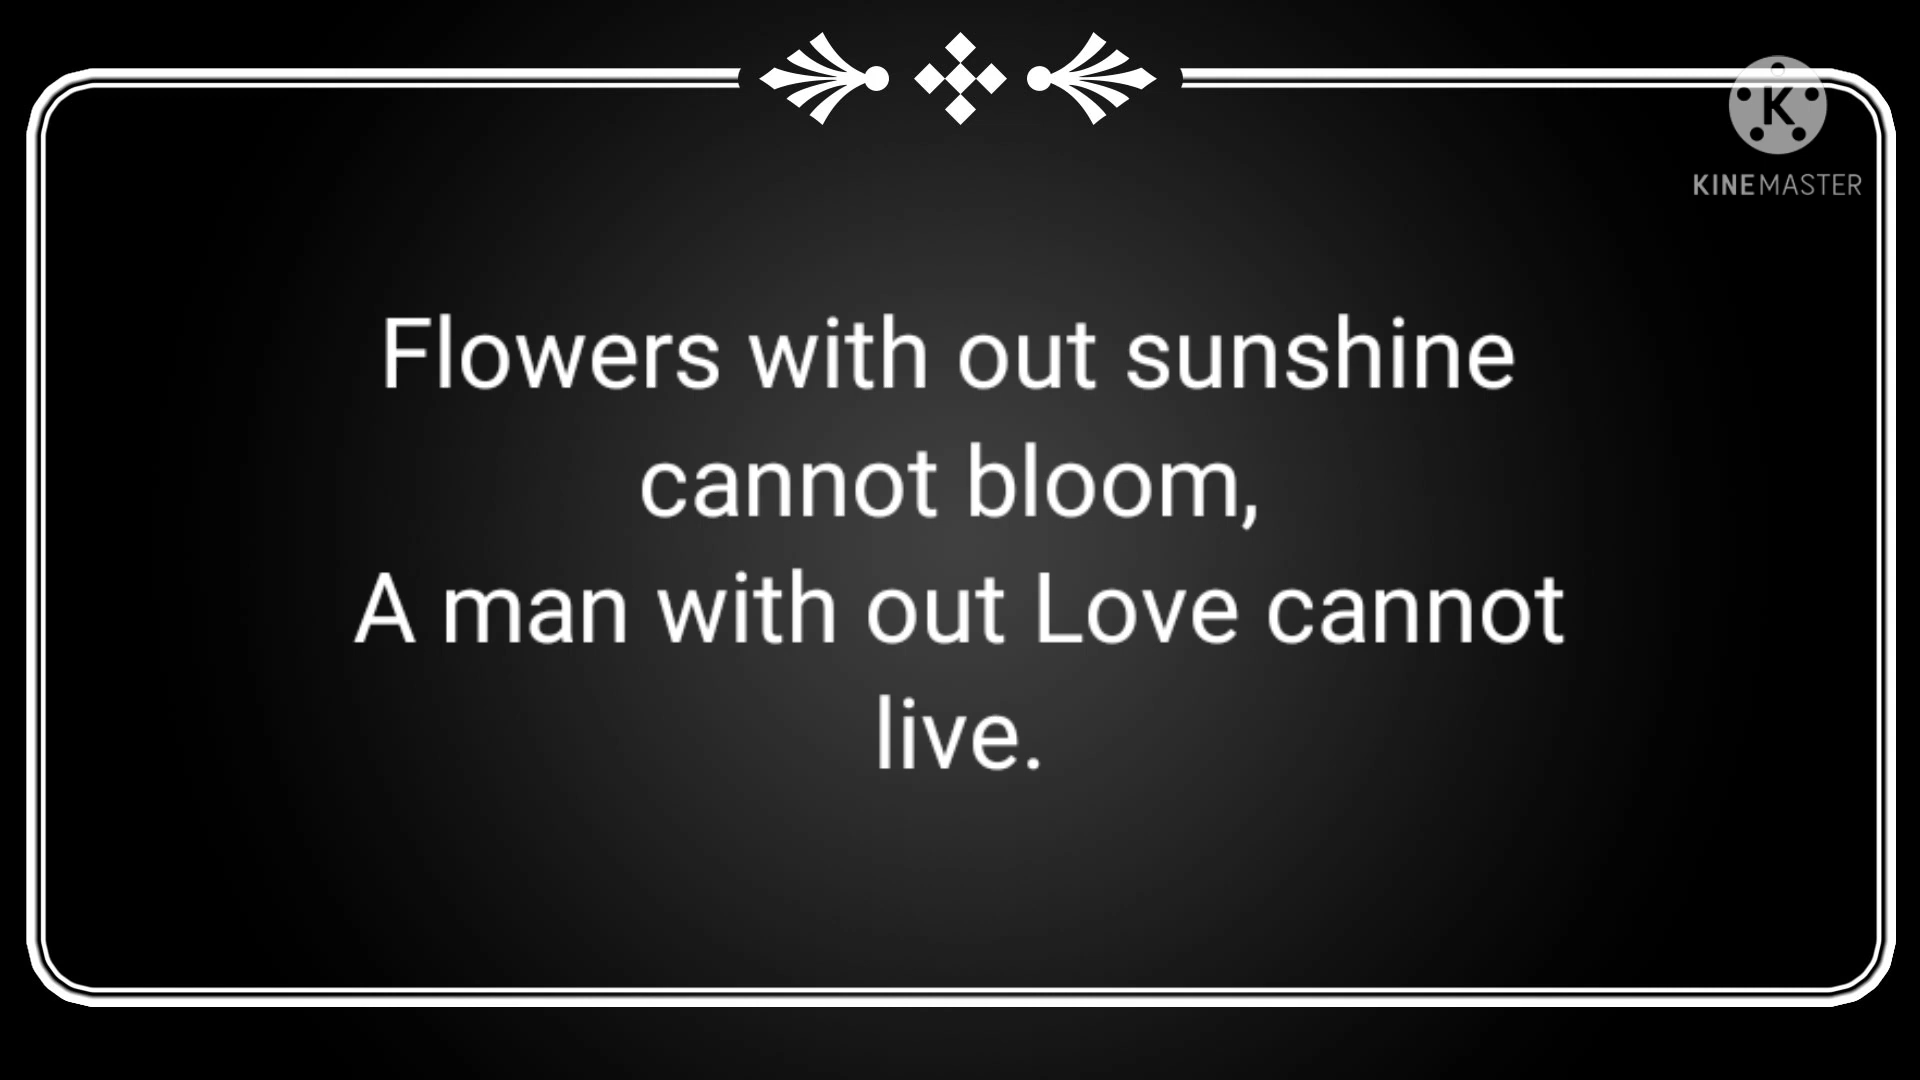 K
KINEMASTER
Flowers with out sunshine
cannot bloom,
A man with out Love cannot
live.